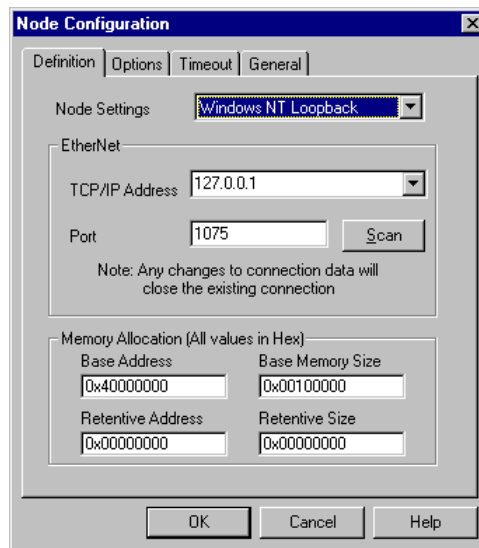 Node Configuration
Definition Options Timeout General
Node Settings Windows NT Loopback
EtherNet
TCP/IP Address 127.0.0.1
Port 1075 Scan
Note: Any changes to connection data will
close the existing connection
Memory Allocation (All values in Hex)
Base Address Base Memory Size
0x40000000 0x00100000
Retentive Address Retentive Size
0x00000000 0x00000000
OK Cancel Help